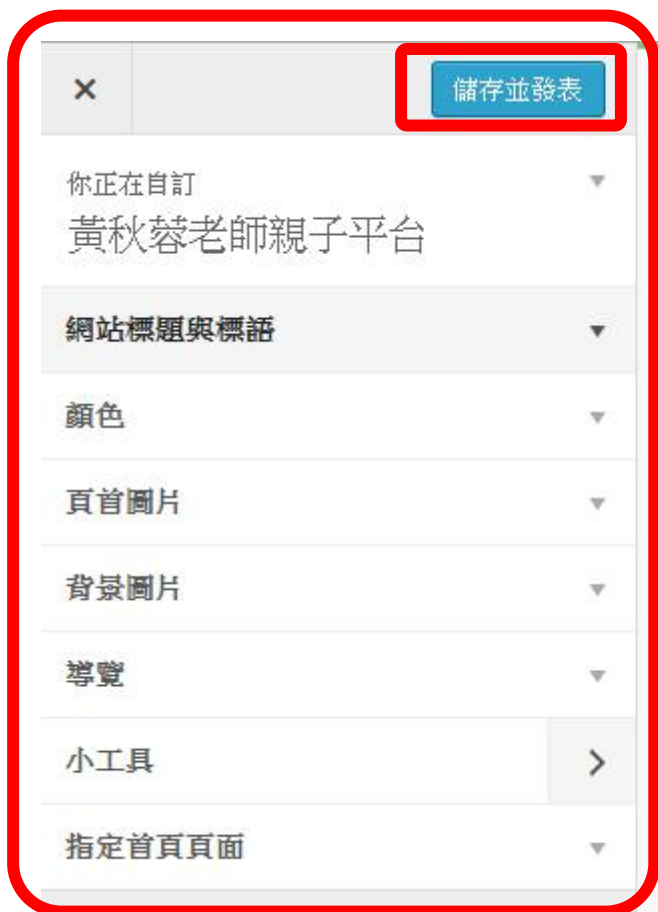 ×
儲存並發表
你正在自訂
黃秋蓉老師親子平台
網站標題與標語
顏色
頁首圖片
背景圖片
導覽
小工具
指定首頁頁面